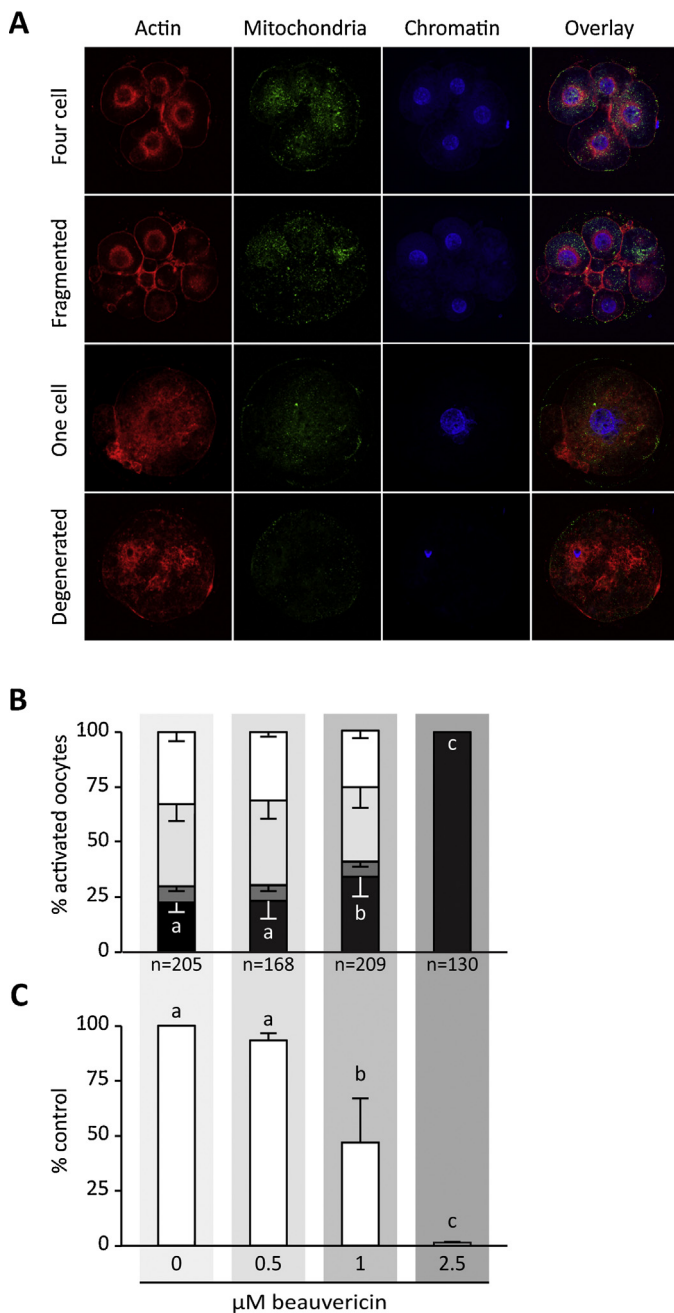 A
Actin Mitochondria Chromatin Overlay
Four cell
Fragmented
One cell
Degenerated
B
% activated oocytes
100
75
50
25
0
a a b c
n=205 n=168 n=209 n=130
C
% control
100
75
50
25
0
a a b c
0 0.5 1 2.5
µM beauvericin